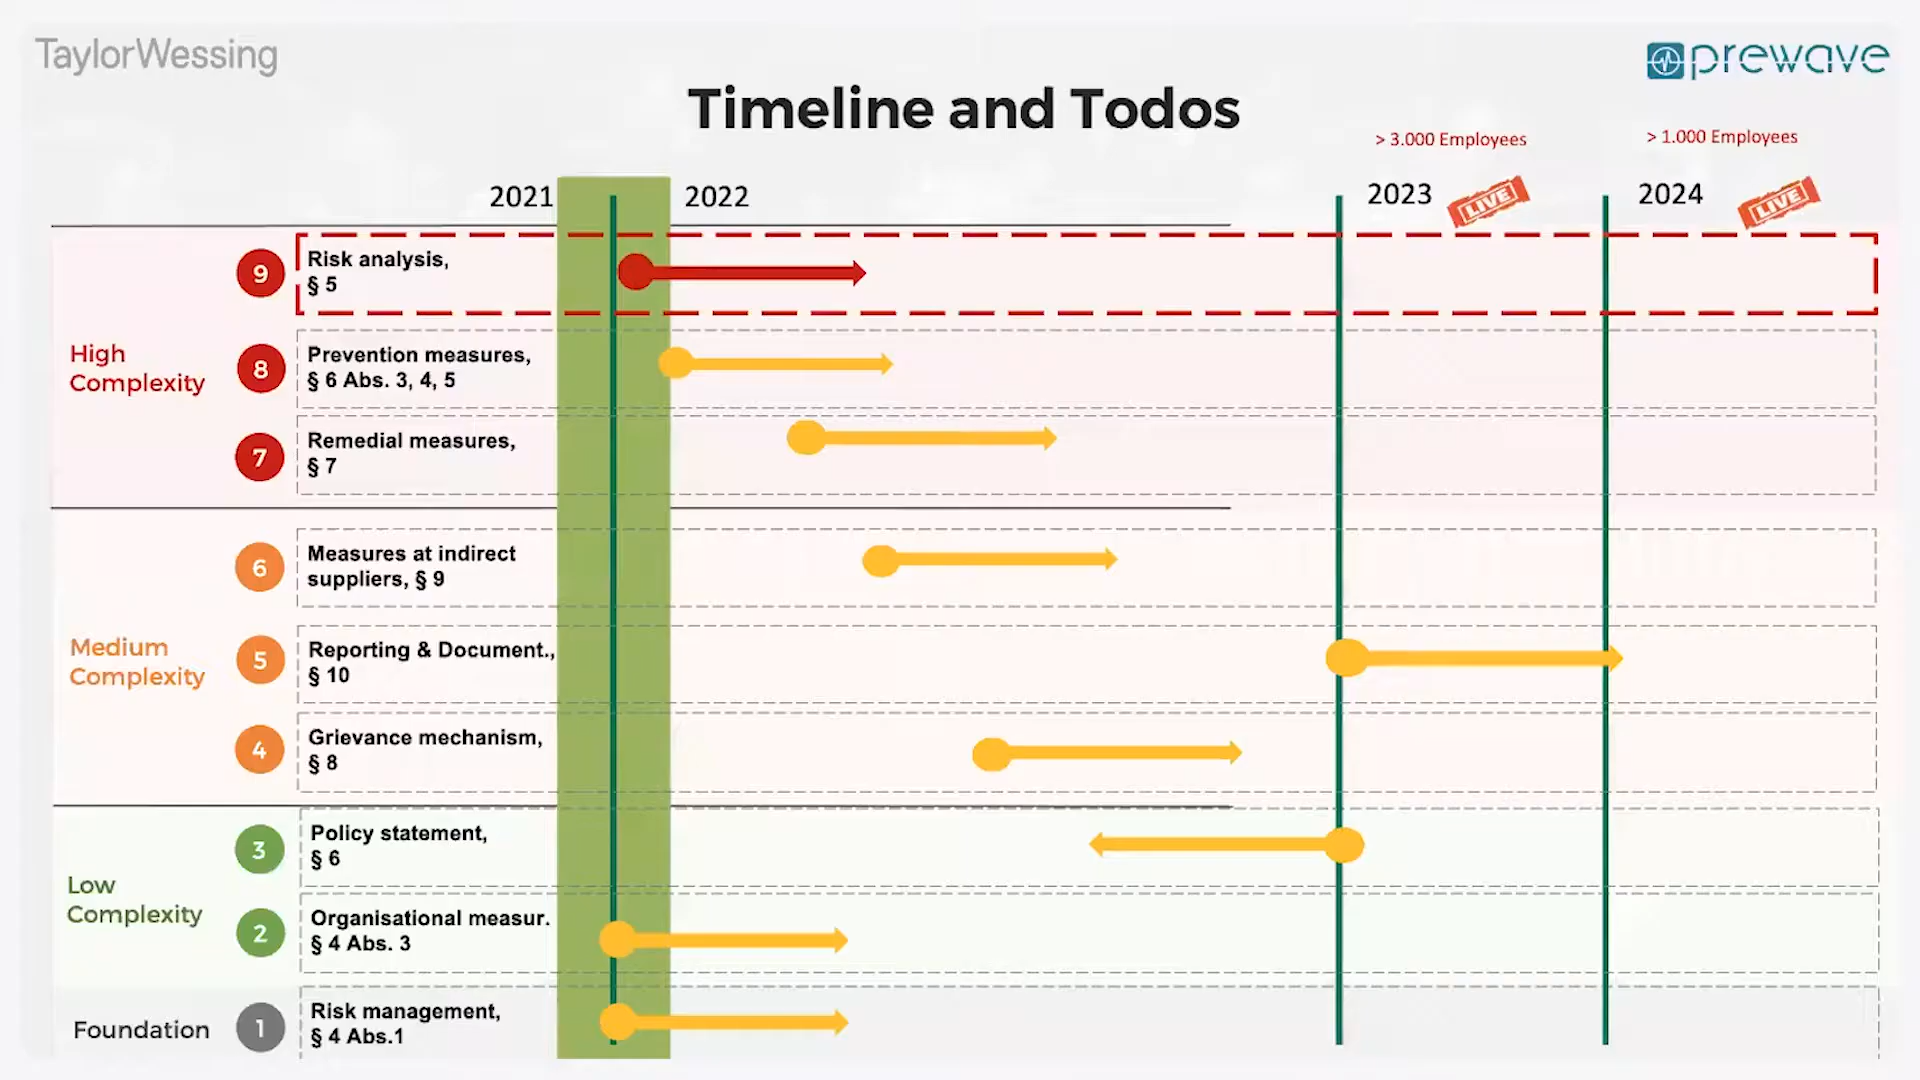 TaylorWessing
prewave
Timeline and Todos
> 3.000 Employees
> 1.000 Employees
2021
2022
2023
LIVE
2024
LIVE
High
Complexity
9
Risk analysis,
§ 5
8
Prevention measures,
§ 6 Abs. 3, 4, 5
7
Remedial measures,
§ 7
Medium
Complexity
6
Measures at indirect
suppliers, § 9
5
Reporting & Document.,
§ 10
4
Grievance mechanism,
§ 8
Low
Complexity
3
Policy statement,
§ 6
2
Organisational measur.
§ 4 Abs. 3
Foundation
1
Risk management,
§ 4 Abs.1